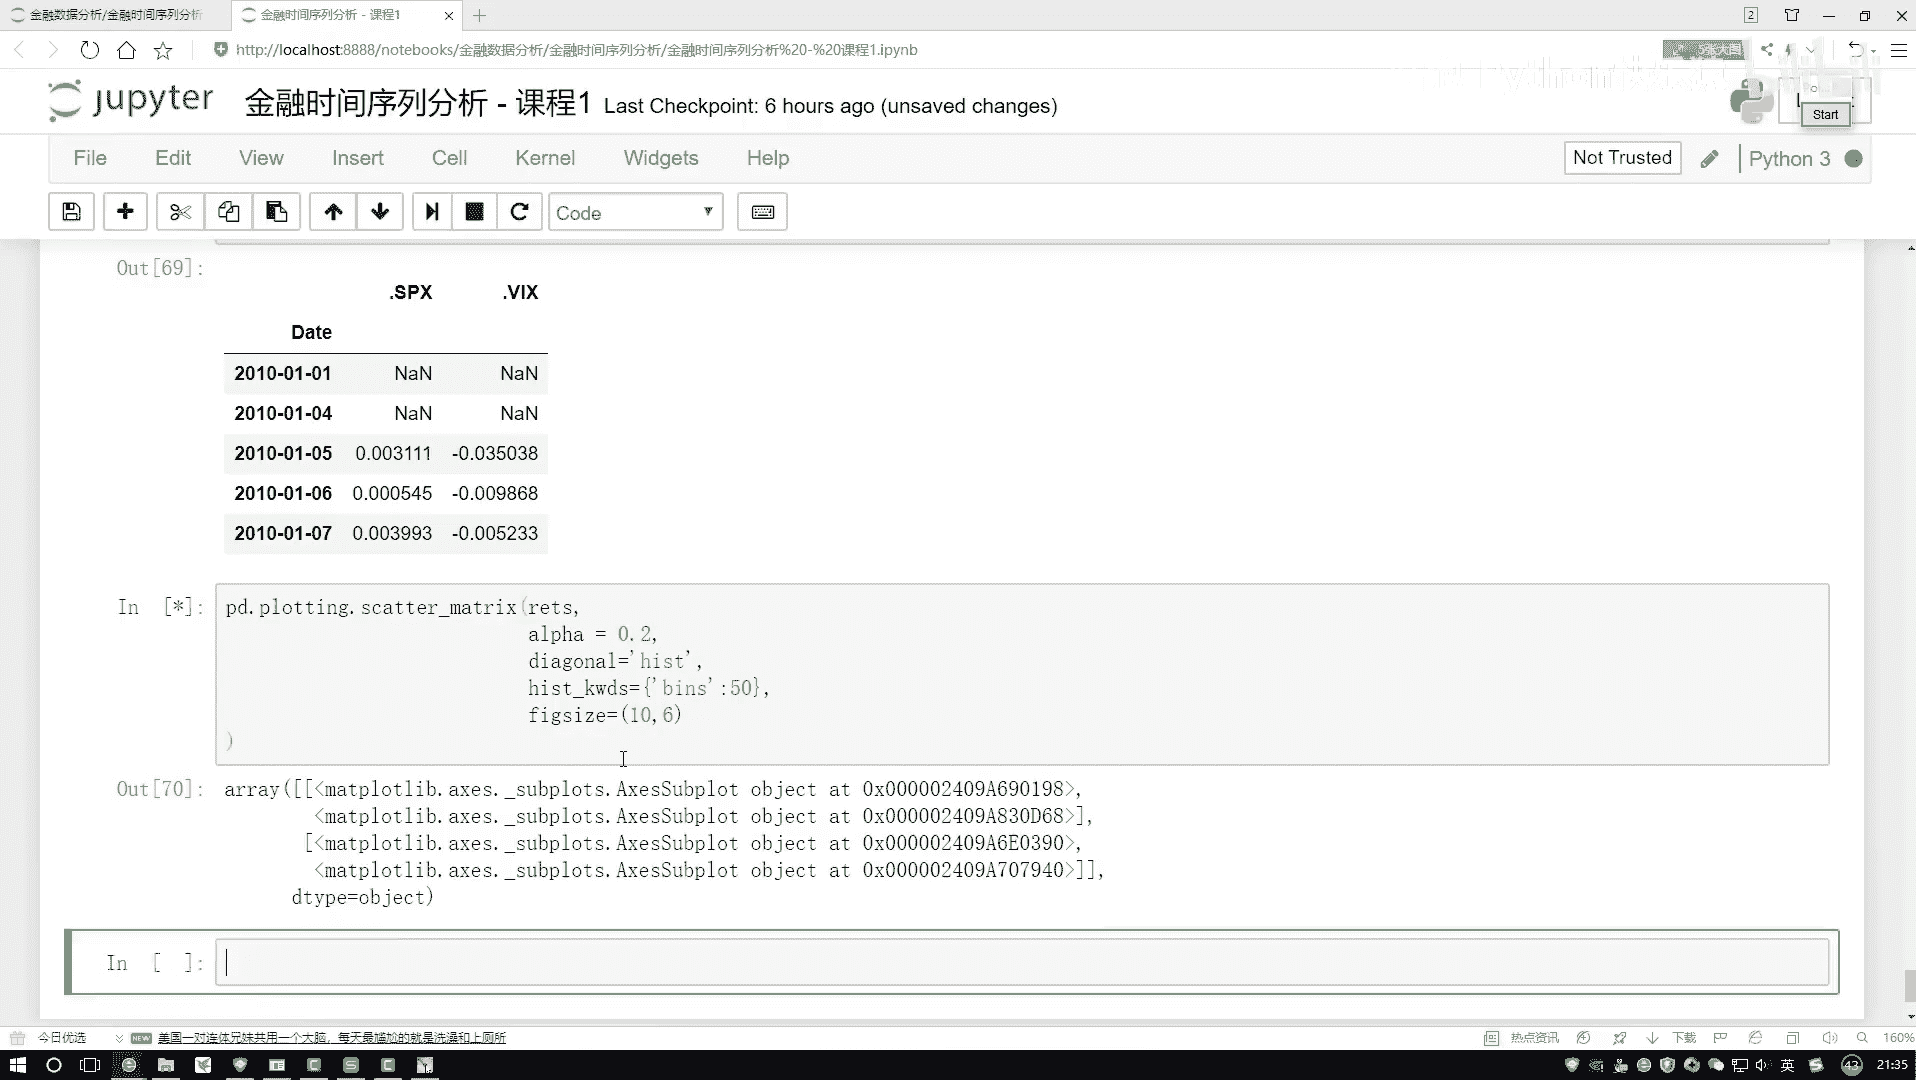 金融数据分析/金融时间序列分析
金融时间序列分析 - 课程1
2
http://localhost:8888/notebooks/金融数据分析/金融时间序列分析/金融时间序列分析%20-%20课程1.ipynb
5张大图
jupyter
金融时间序列分析 - 课程1 Last Checkpoint: 6 hours ago (unsaved changes)
Start
File Edit View Insert Cell Kernel Widgets Help
Not Trusted
Python 3
Code
Out[69]:
.SPX .VIX
Date
2010-01-01 NaN NaN
2010-01-04 NaN NaN
2010-01-05 0.003111 -0.035038
2010-01-06 0.000545 -0.009868
2010-01-07 0.003993 -0.005233
In [*]: pd.plotting.scatter_matrix(rets,
alpha = 0.2,
diagonal='hist',
hist_kwds={'bins':50},
figsize=(10,6)
)
Out[70]: array([[<matplotlib.axes._subplots.AxesSubplot object at 0x000002409A690198>,
<matplotlib.axes._subplots.AxesSubplot object at 0x000002409A830D68>],
[<matplotlib.axes._subplots.AxesSubplot object at 0x000002409A6E0390>,
<matplotlib.axes._subplots.AxesSubplot object at 0x000002409A707940>]],
dtype=object)
In [ ]:
今日优选
NEW 美国一对连体兄妹共用一个大脑，每天最尴尬的就是洗澡和上厕所
热点资讯
下载
160%
英
43
21:35